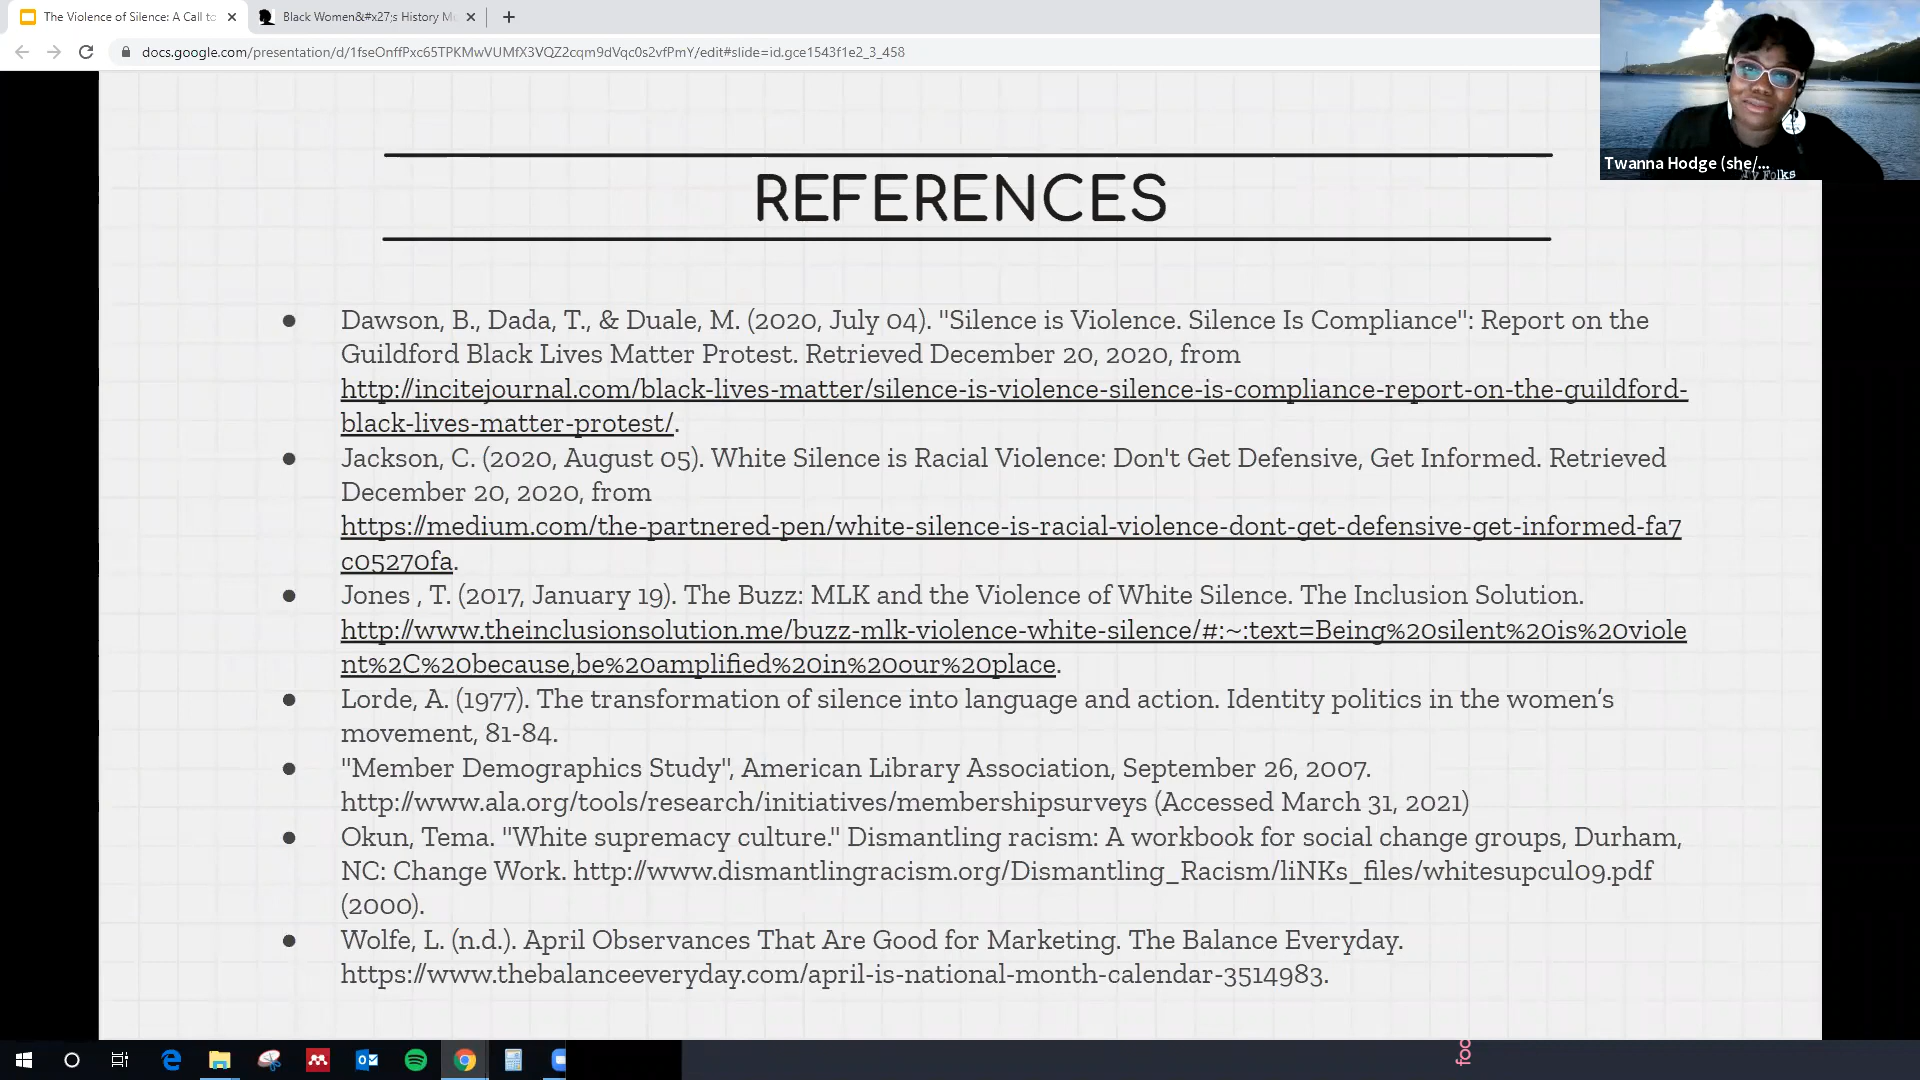 The Violence of Silence: A Call to
Black Women&#x27;s History M
docs.google.com/presentation/d/1fseOnffPxc65TPKMwVUMfX3VQZ2cqm9dVqc0s2vfPmY/edit#slide=id.gce1543f1e2_3_458
Twanna Hodge (she/...
Folks
REFERENCES
• Dawson, B., Dada, T., & Duale, M. (2020, July 04). "Silence is Violence. Silence Is Compliance": Report on the
Guildford Black Lives Matter Protest. Retrieved December 20, 2020, from
http://incitejournal.com/black-lives-matter/silence-is-violence-silence-is-compliance-report-on-the-guildford-
black-lives-matter-protest/.
• Jackson, C. (2020, August 05). White Silence is Racial Violence: Don't Get Defensive, Get Informed. Retrieved
December 20, 2020, from
https://medium.com/the-partnered-pen/white-silence-is-racial-violence-dont-get-defensive-get-informed-fa7
c05270fa.
• Jones , T. (2017, January 19). The Buzz: MLK and the Violence of White Silence. The Inclusion Solution.
http://www.theinclusionsolution.me/buzz-mlk-violence-white-silence/#:~:text=Being%20silent%20is%20viole
nt%2C%20because,be%20amplified%20in%20our%20place.
• Lorde, A. (1977). The transformation of silence into language and action. Identity politics in the women’s
movement, 81-84.
• "Member Demographics Study", American Library Association, September 26, 2007.
http://www.ala.org/tools/research/initiatives/membershipsurveys (Accessed March 31, 2021)
• Okun, Tema. "White supremacy culture." Dismantling racism: A workbook for social change groups, Durham,
NC: Change Work. http://www.dismantlingracism.org/Dismantling_Racism/liNKs_files/whitesupcul09.pdf
(2000).
• Wolfe, L. (n.d.). April Observances That Are Good for Marketing. The Balance Everyday.
https://www.thebalanceeveryday.com/april-is-national-month-calendar-3514983.
foc